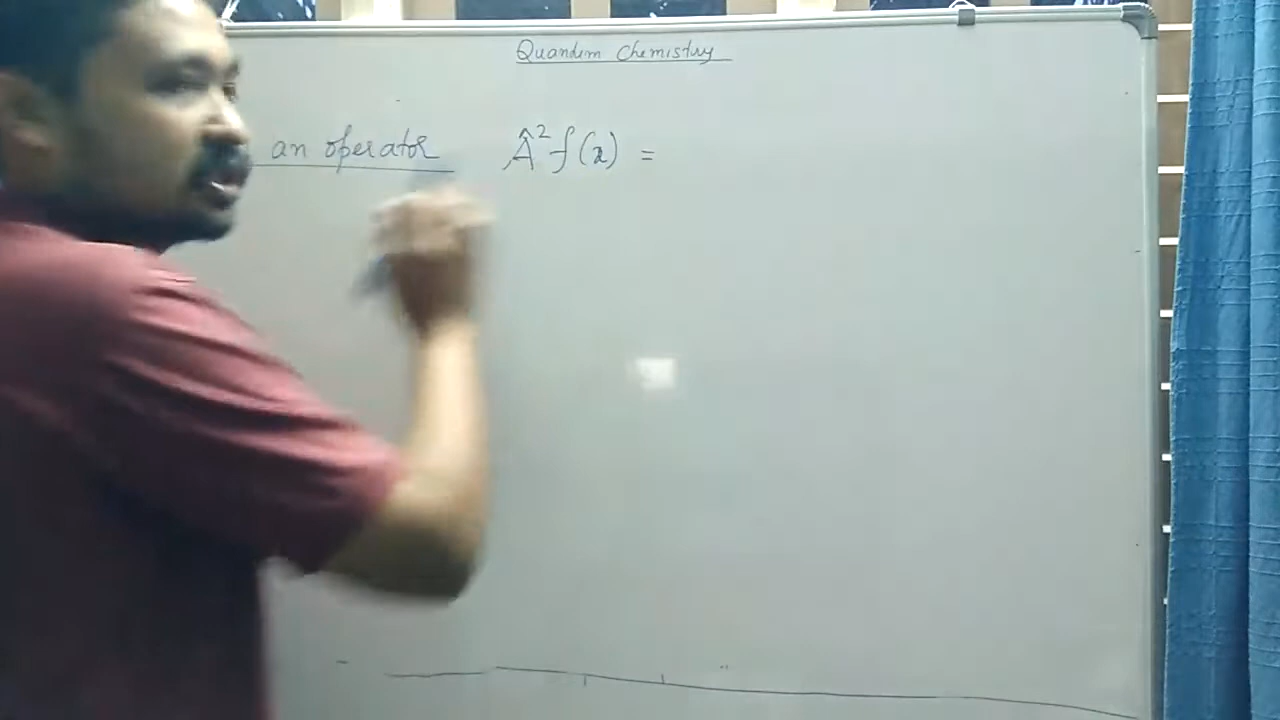 Quandum Chemistry
an operator Â²f(x) =